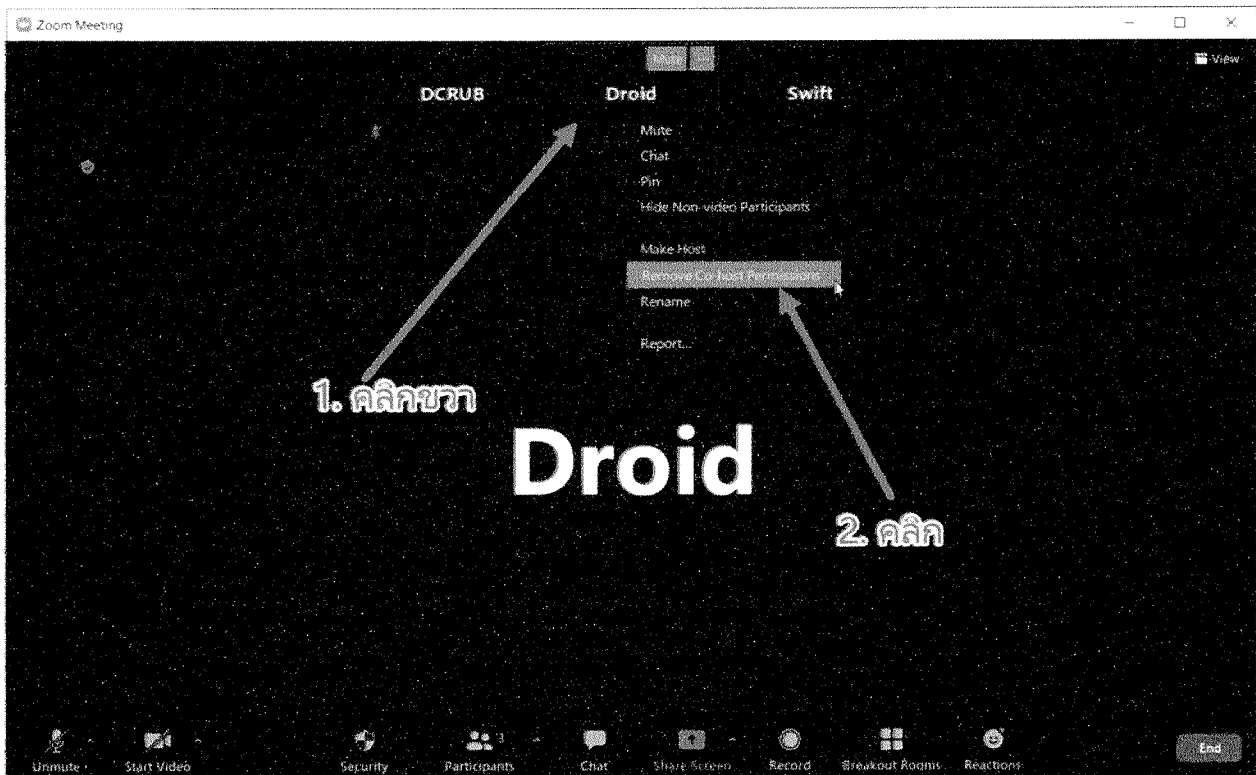 Zoom Meeting
View
DCRUB Droid Swift
Mute
Chat
Pin
Hide Non-video Participants
Make Host
Remove Co-host Permission
Rename
Report...
1. คลิกขวา
Droid
2. คลิก
Unmute Start Video Security Participants 3 Chat Share Screen Record Breakout Rooms Reactions End